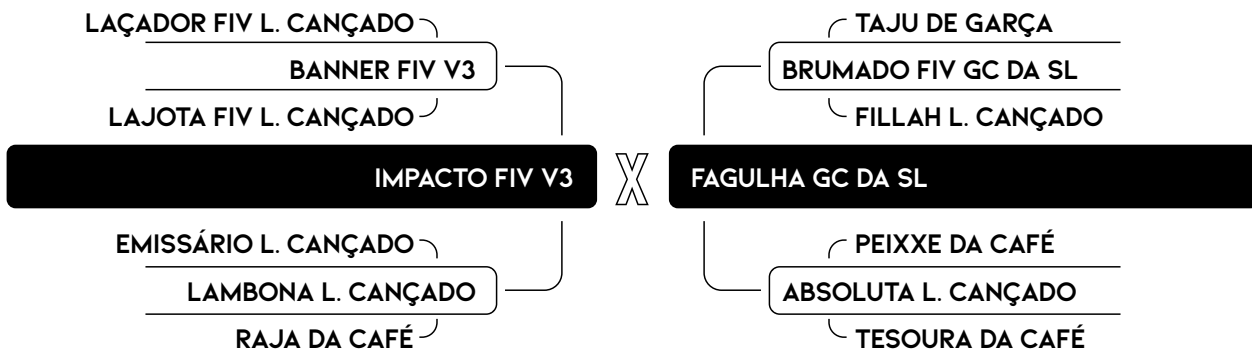 LAÇADOR FIV L. CANÇADO
BANNER FIV V3
LAJOTA FIV L. CANÇADO
TAJU DE GARÇA
BRUMADO FIV GC DA SL
FILLAH L. CANÇADO
IMPACTO FIV V3 X FAGULHA GC DA SL
EMISSÁRIO L. CANÇADO
LAMBONA L. CANÇADO
RAJA DA CAFÉ
PEIXXE DA CAFÉ
ABSOLUTA L. CANÇADO
TESOURA DA CAFÉ